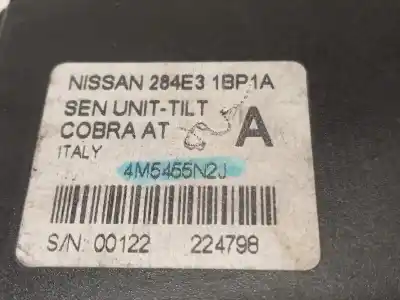 NISSAN 284E3 1BP1A
SEN UNIT-TILT
COBRA AT A
ITALY
4M5455N2J
S/N: 00122 224798